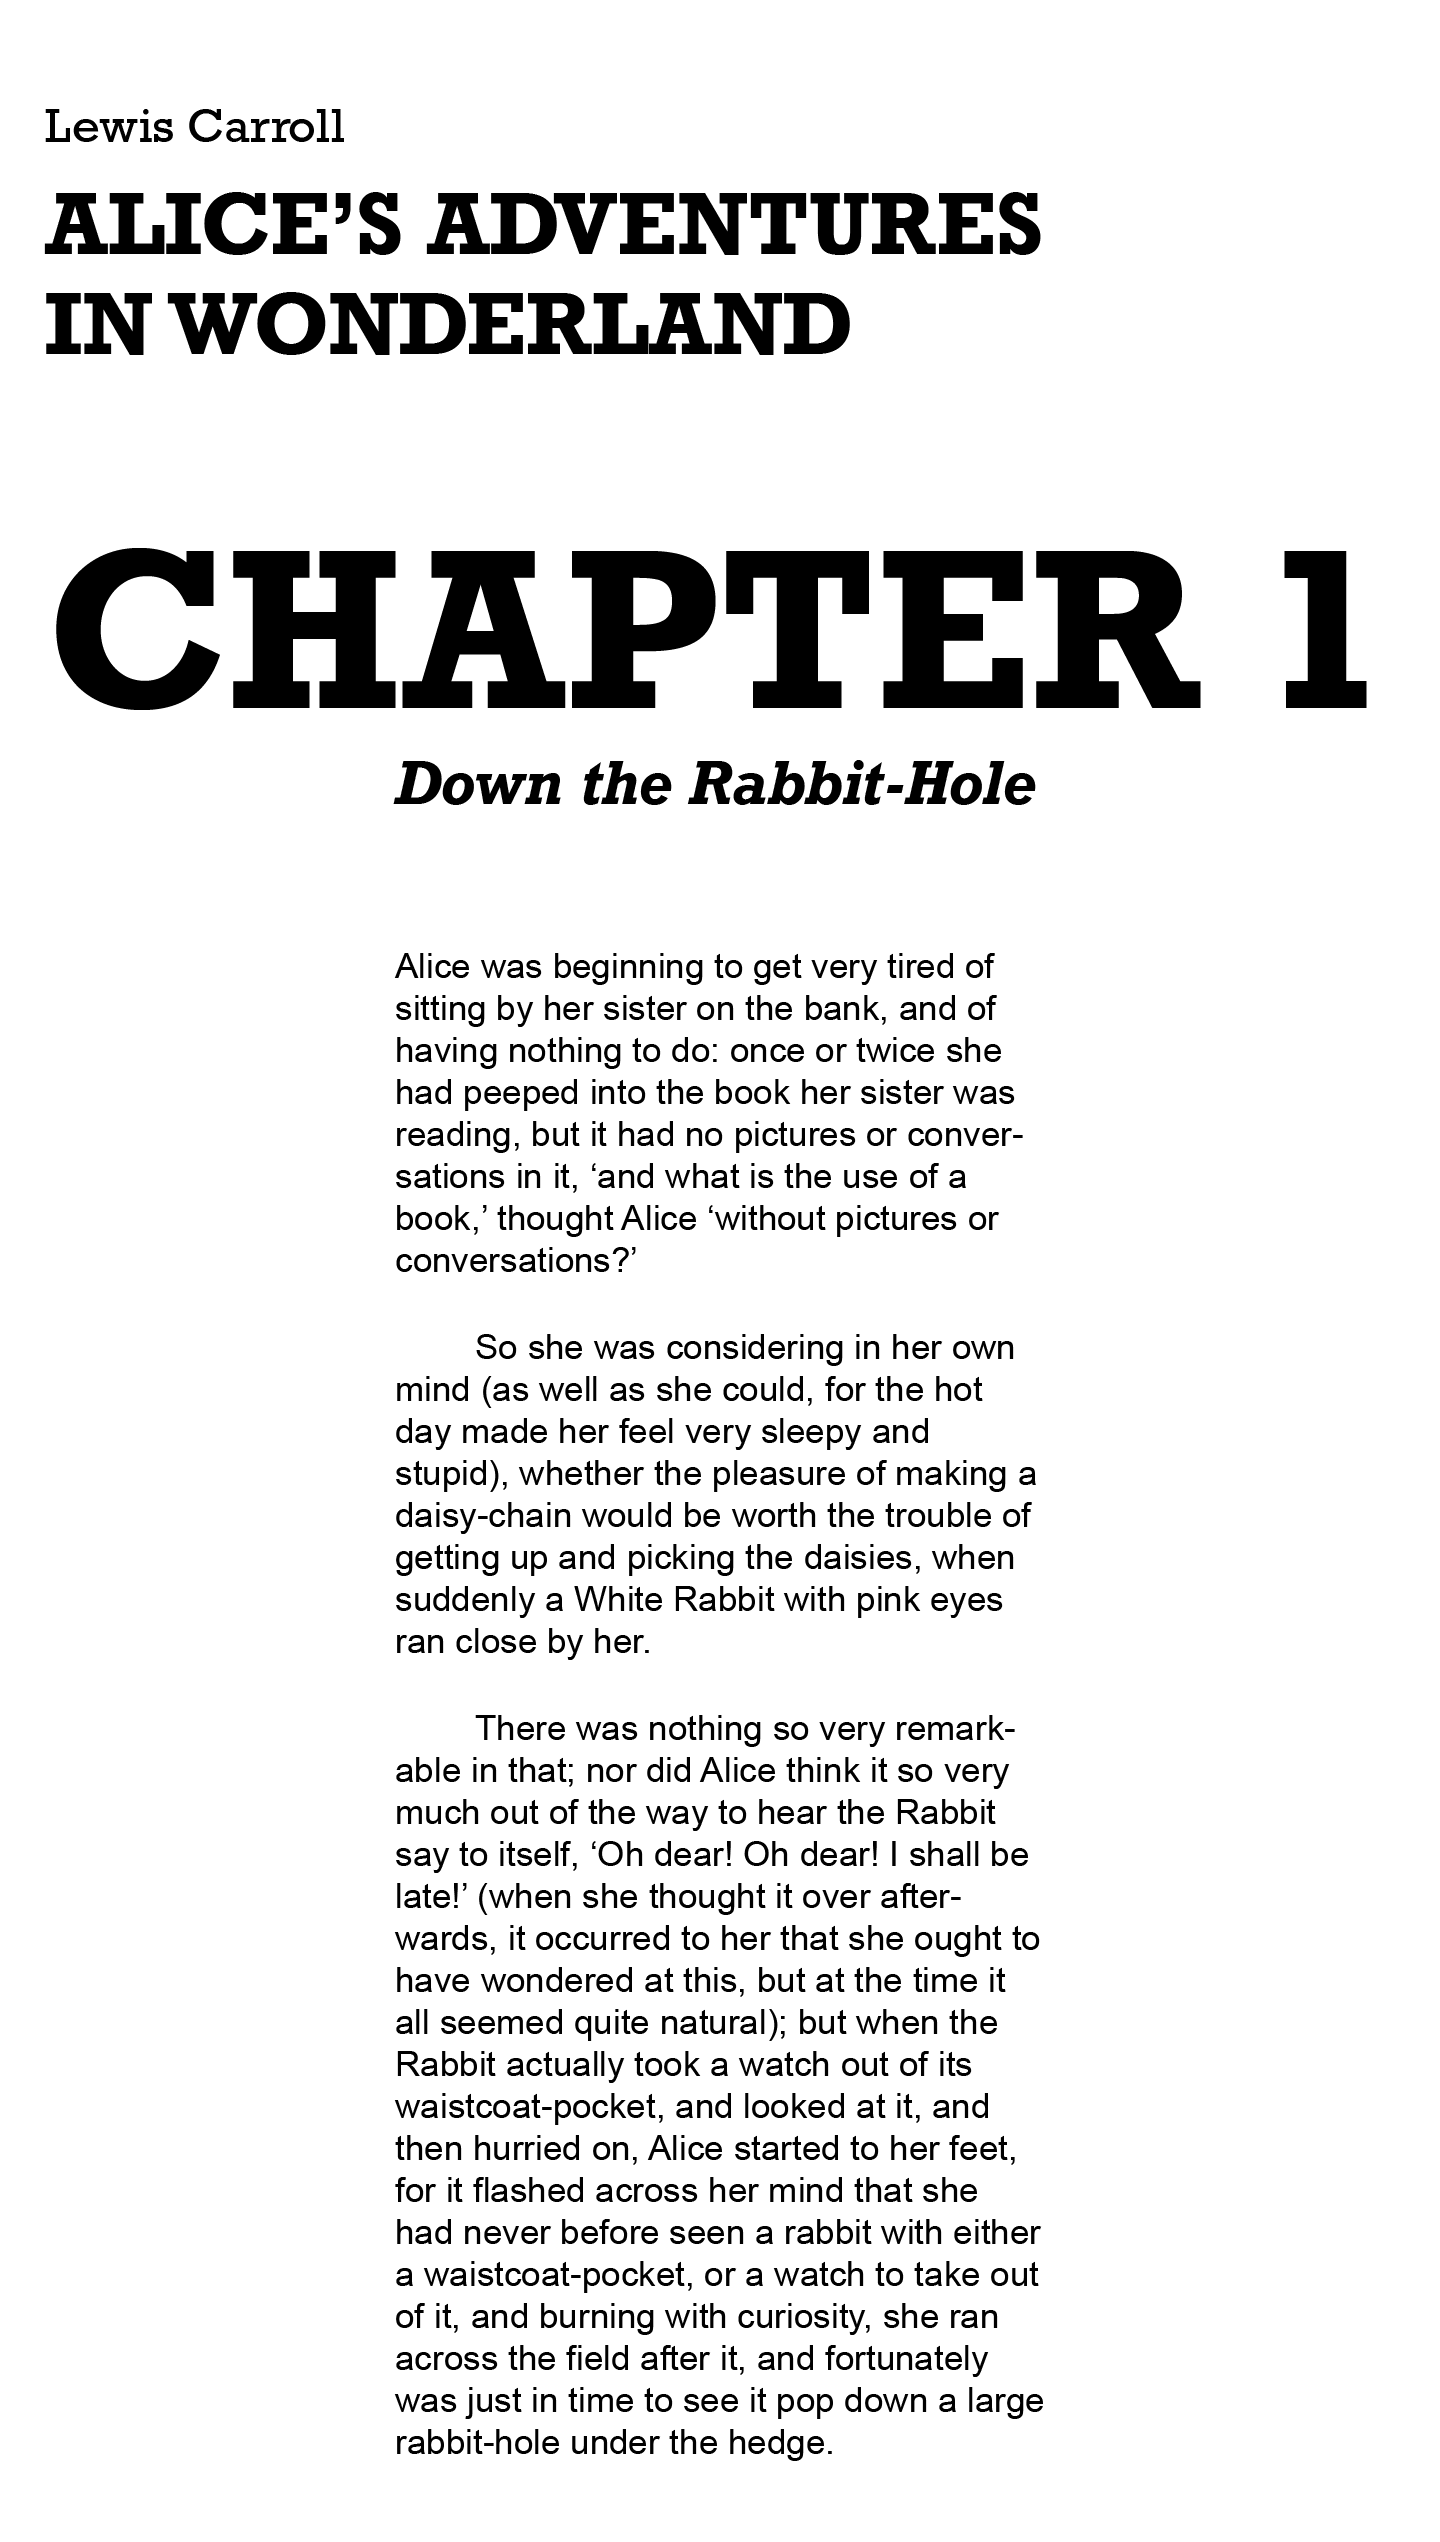 Lewis Carroll
ALICE’S ADVENTURES
IN WONDERLAND
CHAPTER 1
Down the Rabbit-Hole
Alice was beginning to get very tired of
sitting by her sister on the bank, and of
having nothing to do: once or twice she
had peeped into the book her sister was
reading, but it had no pictures or conver-
sations in it, ‘and what is the use of a
book,’ thought Alice ‘without pictures or
conversations?’
So she was considering in her own
mind (as well as she could, for the hot
day made her feel very sleepy and
stupid), whether the pleasure of making a
daisy-chain would be worth the trouble of
getting up and picking the daisies, when
suddenly a White Rabbit with pink eyes
ran close by her.
There was nothing so very remark-
able in that; nor did Alice think it so very
much out of the way to hear the Rabbit
say to itself, ‘Oh dear! Oh dear! I shall be
late!’ (when she thought it over after-
wards, it occurred to her that she ought to
have wondered at this, but at the time it
all seemed quite natural); but when the
Rabbit actually took a watch out of its
waistcoat-pocket, and looked at it, and
then hurried on, Alice started to her feet,
for it flashed across her mind that she
had never before seen a rabbit with either
a waistcoat-pocket, or a watch to take out
of it, and burning with curiosity, she ran
across the field after it, and fortunately
was just in time to see it pop down a large
rabbit-hole under the hedge.